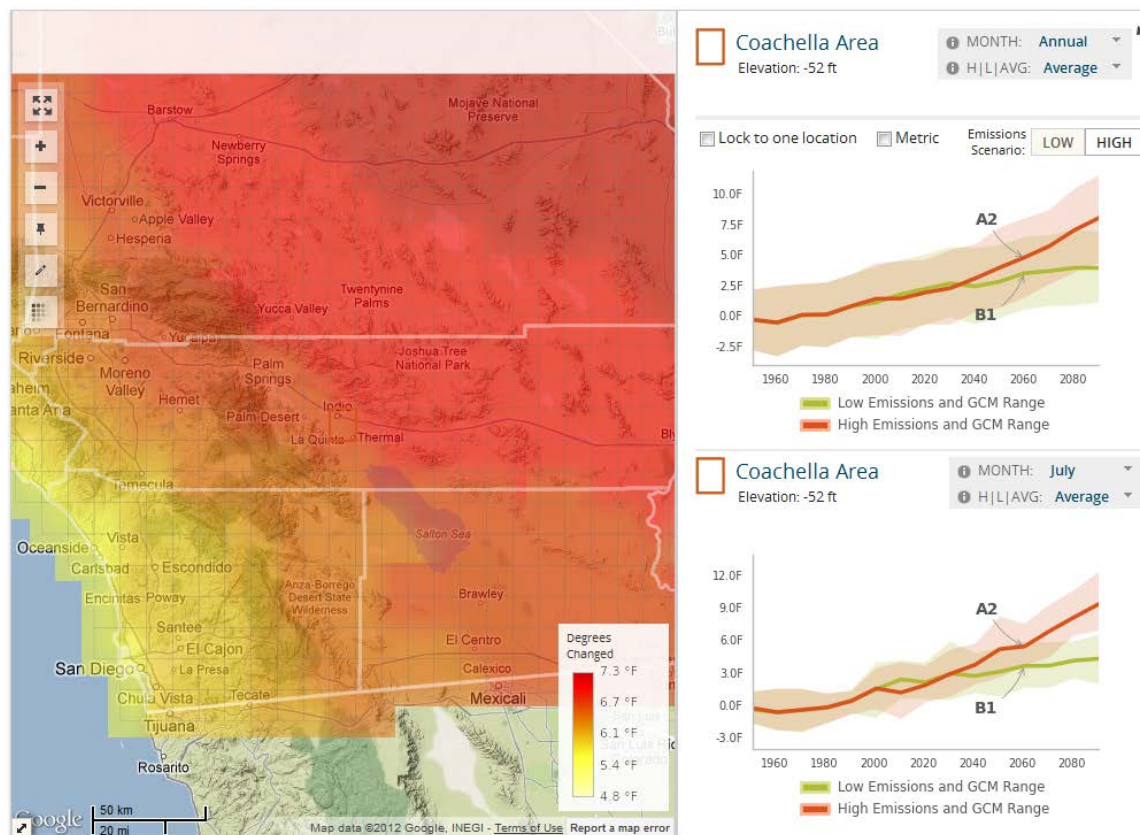 Barstow
Mojave National
Preserve
Newberry
Springs
Victorville
Apple Valley
Hesperia
San
Bernardino
Fontana
Yucaipa
Yucca Valley
Twentynine
Palms
Riverside
Moreno
Valley
Joshua Tree
National Park
Palm
Springs
Hemet
Palm Desert
Indio
La Quinta
Thermal
Temecula
Salton Sea
Oceanside
Vista
Carlsbad
Escondido
Encinitas
Poway
Anza-Borrego
Desert State
Wilderness
Brawley
Santee
El Cajon
El Centro
San Diego
La Presa
Calexico
Chula Vista
Tecate
Mexicali
Tijuana
Rosarito
Degrees
Changed
7.3 °F
6.7 °F
6.1 °F
5.4 °F
4.8 °F
50 km
20 mi
Google
Map data ©2012 Google, INEGI - Terms of Use
Report a map error
Coachella Area
Elevation: -52 ft
MONTH: Annual
H|L|AVG: Average
Lock to one location
Metric
Emissions
Scenario:
LOW
HIGH
10.0F
7.5F
5.0F
2.5F
0.0F
-2.5F
A2
B1
1960 1980 2000 2020 2040 2060 2080
Low Emissions and GCM Range
High Emissions and GCM Range
Coachella Area
Elevation: -52 ft
MONTH: July
H|L|AVG: Average
12.0F
9.0F
6.0F
3.0F
0.0F
-3.0F
A2
B1
1960 1980 2000 2020 2040 2060 2080
Low Emissions and GCM Range
High Emissions and GCM Range